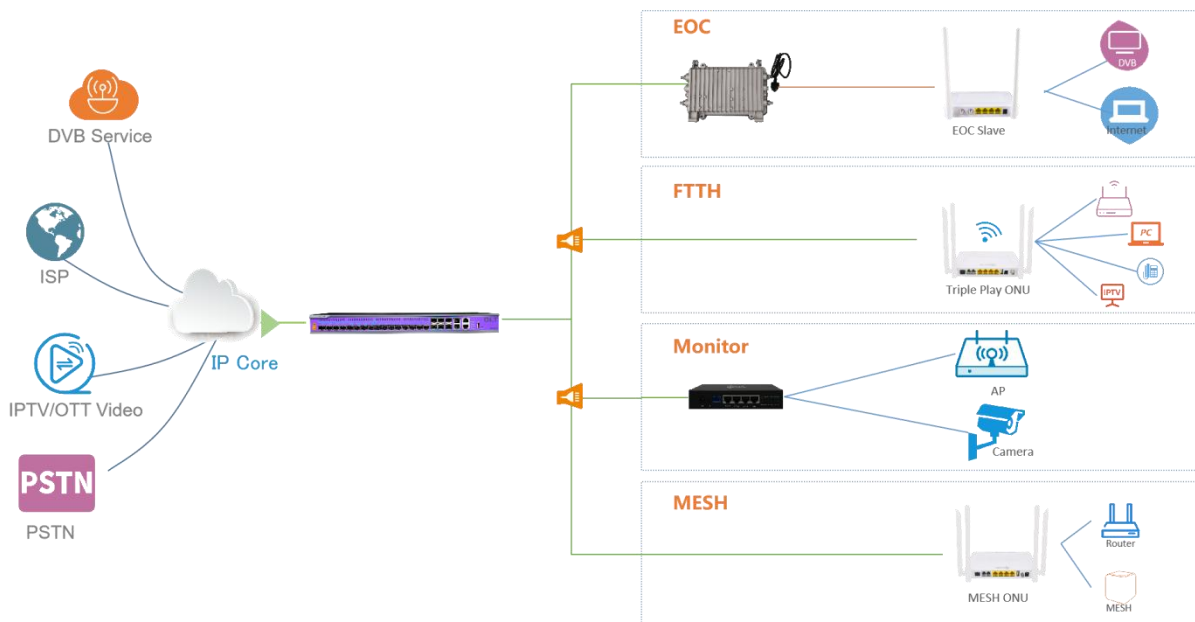 DVB Service
ISP
IP Core
IPTV/OTT Video
PSTN
PSTN
EOC
EOC Slave
DVB
Internet
FTTH
Triple Play ONU
PC
IPTV
Monitor
AP
Camera
MESH
MESH ONU
Router
MESH